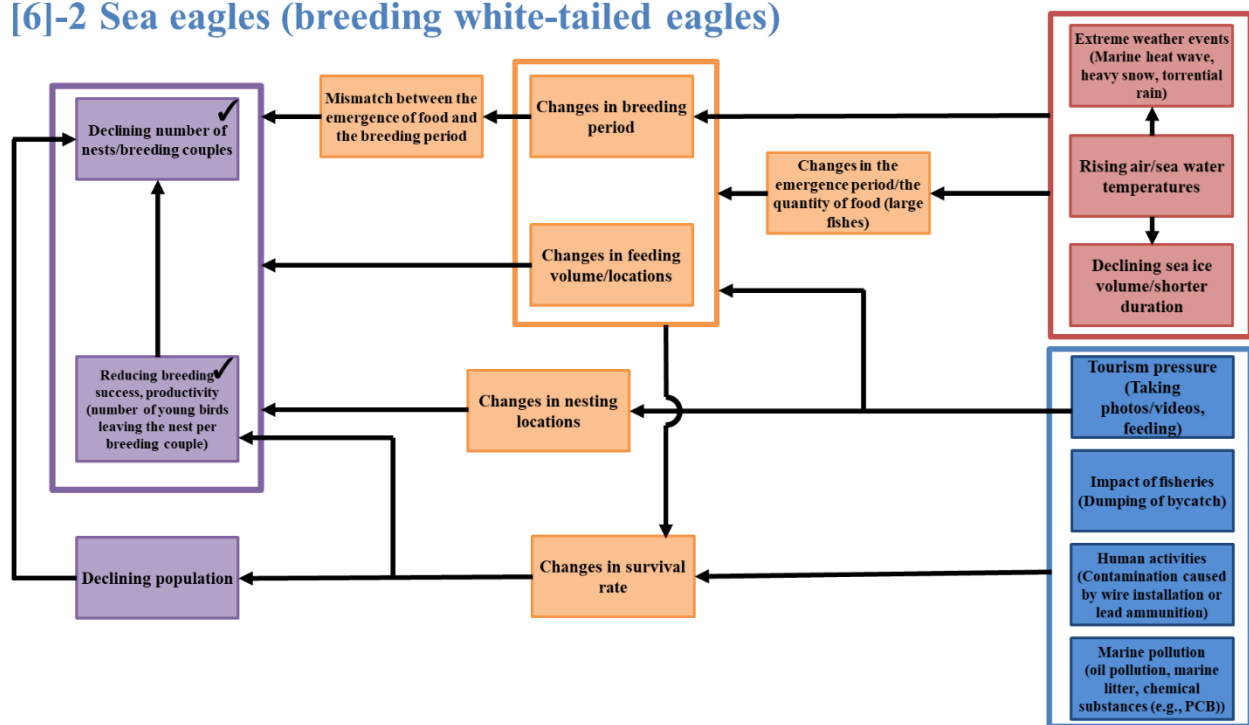 [6]-2 Sea eagles (breeding white-tailed eagles)
Declining number of
nests/breeding couples
✓
Reducing breeding
success, productivity
(number of young birds
leaving the nest per
breeding couple)
✓
Declining population
Mismatch between the
emergence of food and
the breeding period
Changes in breeding
period
Changes in feeding
volume/locations
Changes in nesting
locations
Changes in survival
rate
Changes in the
emergence period/the
quantity of food (large
fishes)
Extreme weather events
(Marine heat wave,
heavy snow, torrential
rain)
Rising air/sea water
temperatures
Declining sea ice
volume/shorter
duration
Tourism pressure
(Taking
photos/videos,
feeding)
Impact of fisheries
(Dumping of bycatch)
Human activities
(Contamination caused
by wire installation or
lead ammunition)
Marine pollution
(oil pollution, marine
litter, chemical
substances (e.g., PCB))